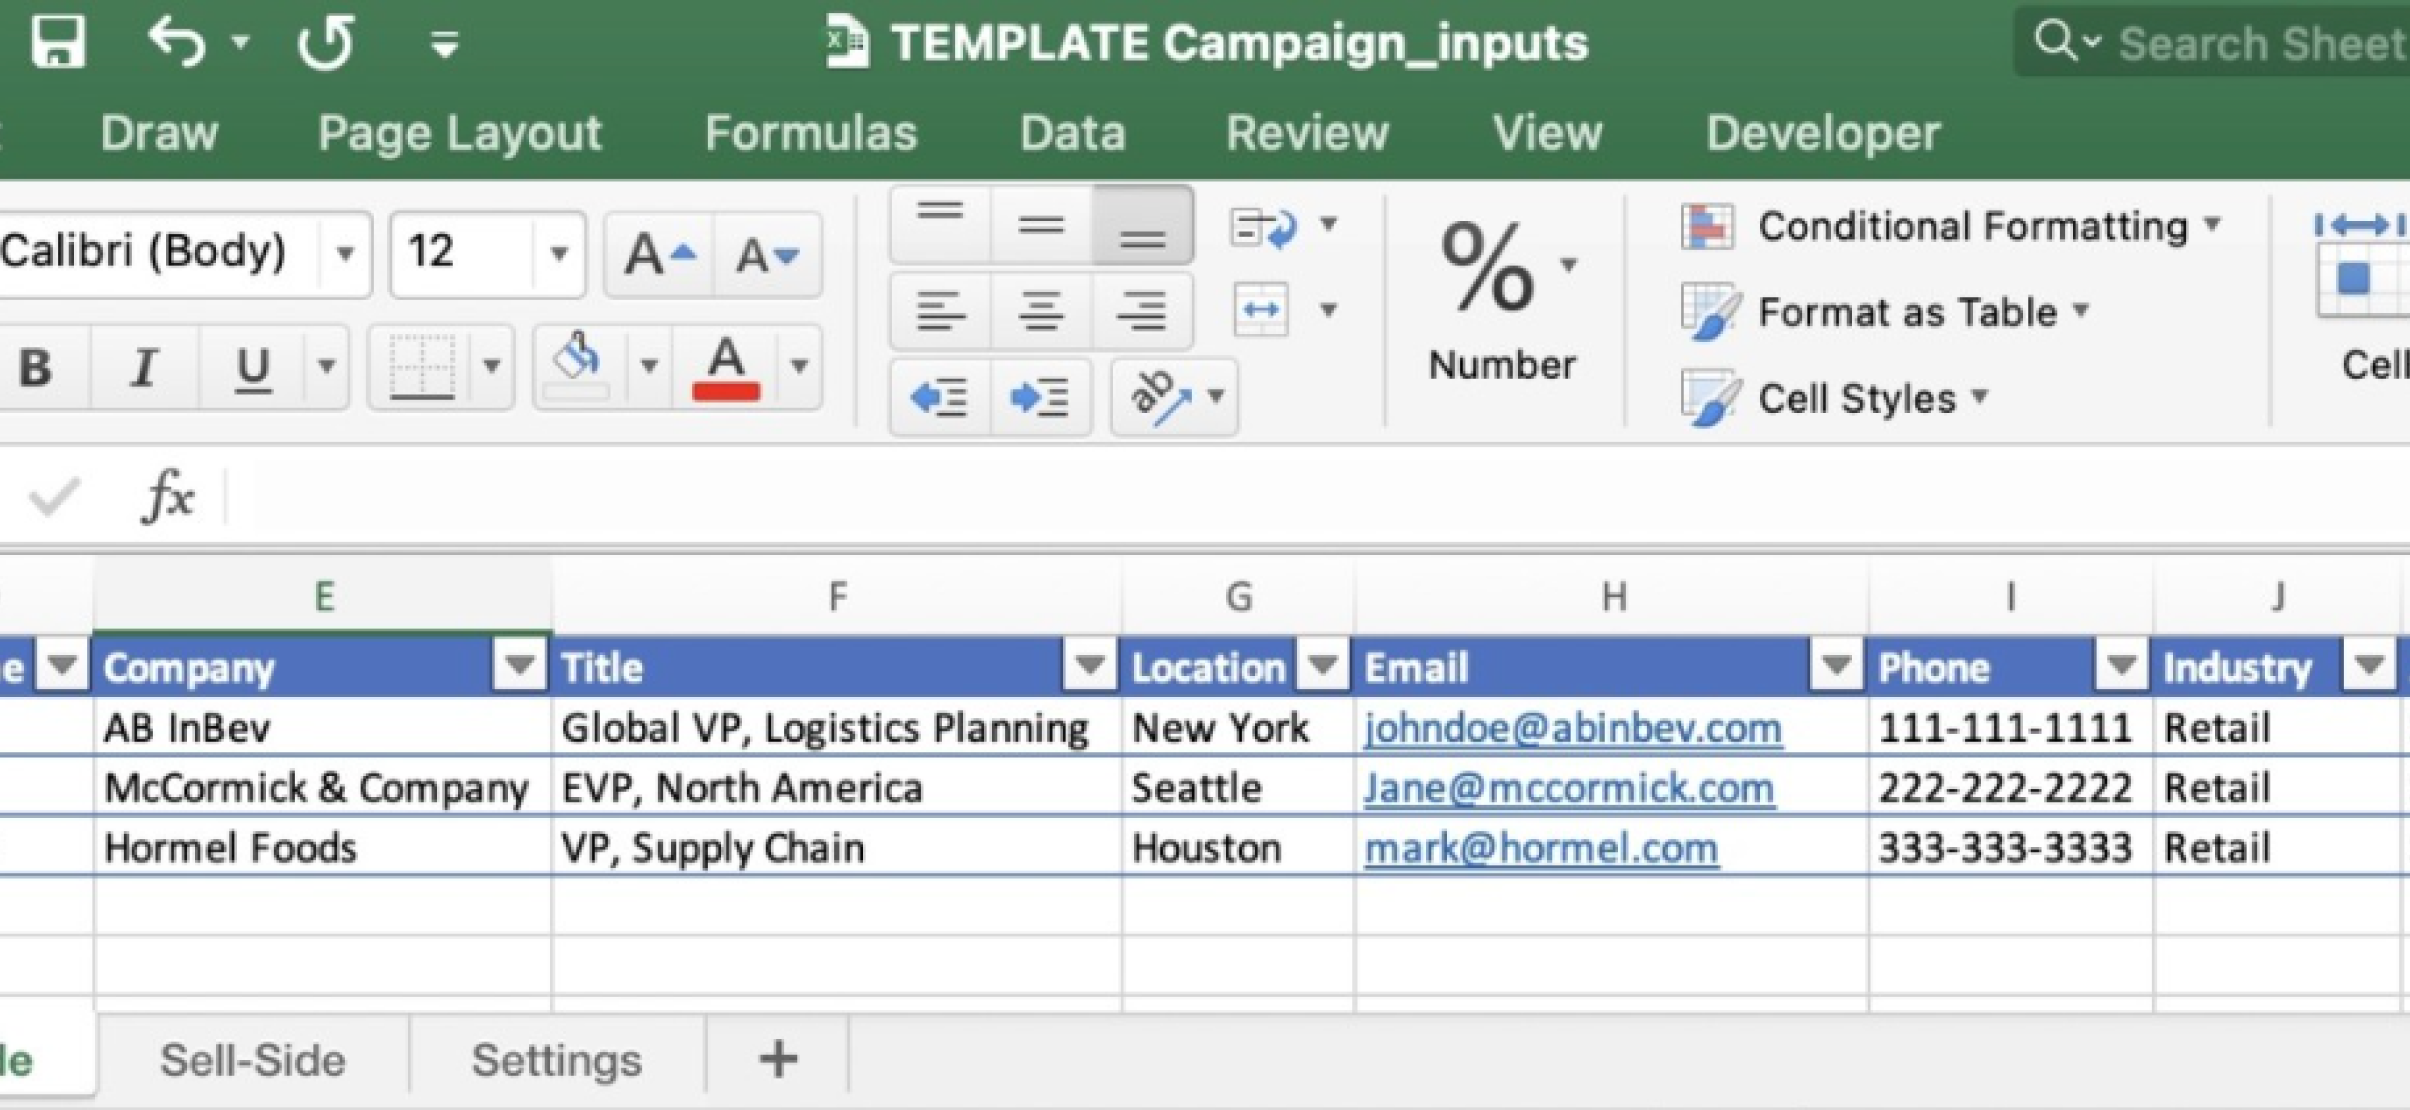 TEMPLATE Campaign_inputs
Search Sheet
Draw Page Layout Formulas Data Review View Developer
Calibri (Body) 12 A A % Conditional Formatting
Format as Table
B I U A ab Number Cell Styles Cell
fx
E F G H I J
e Company Title Location Email Phone Industry
AB InBev Global VP, Logistics Planning New York johndoe@abinbev.com 111-111-1111 Retail
McCormick & Company EVP, North America Seattle Jane@mccormick.com 222-222-2222 Retail
Hormel Foods VP, Supply Chain Houston mark@hormel.com 333-333-3333 Retail
le Sell-Side Settings +